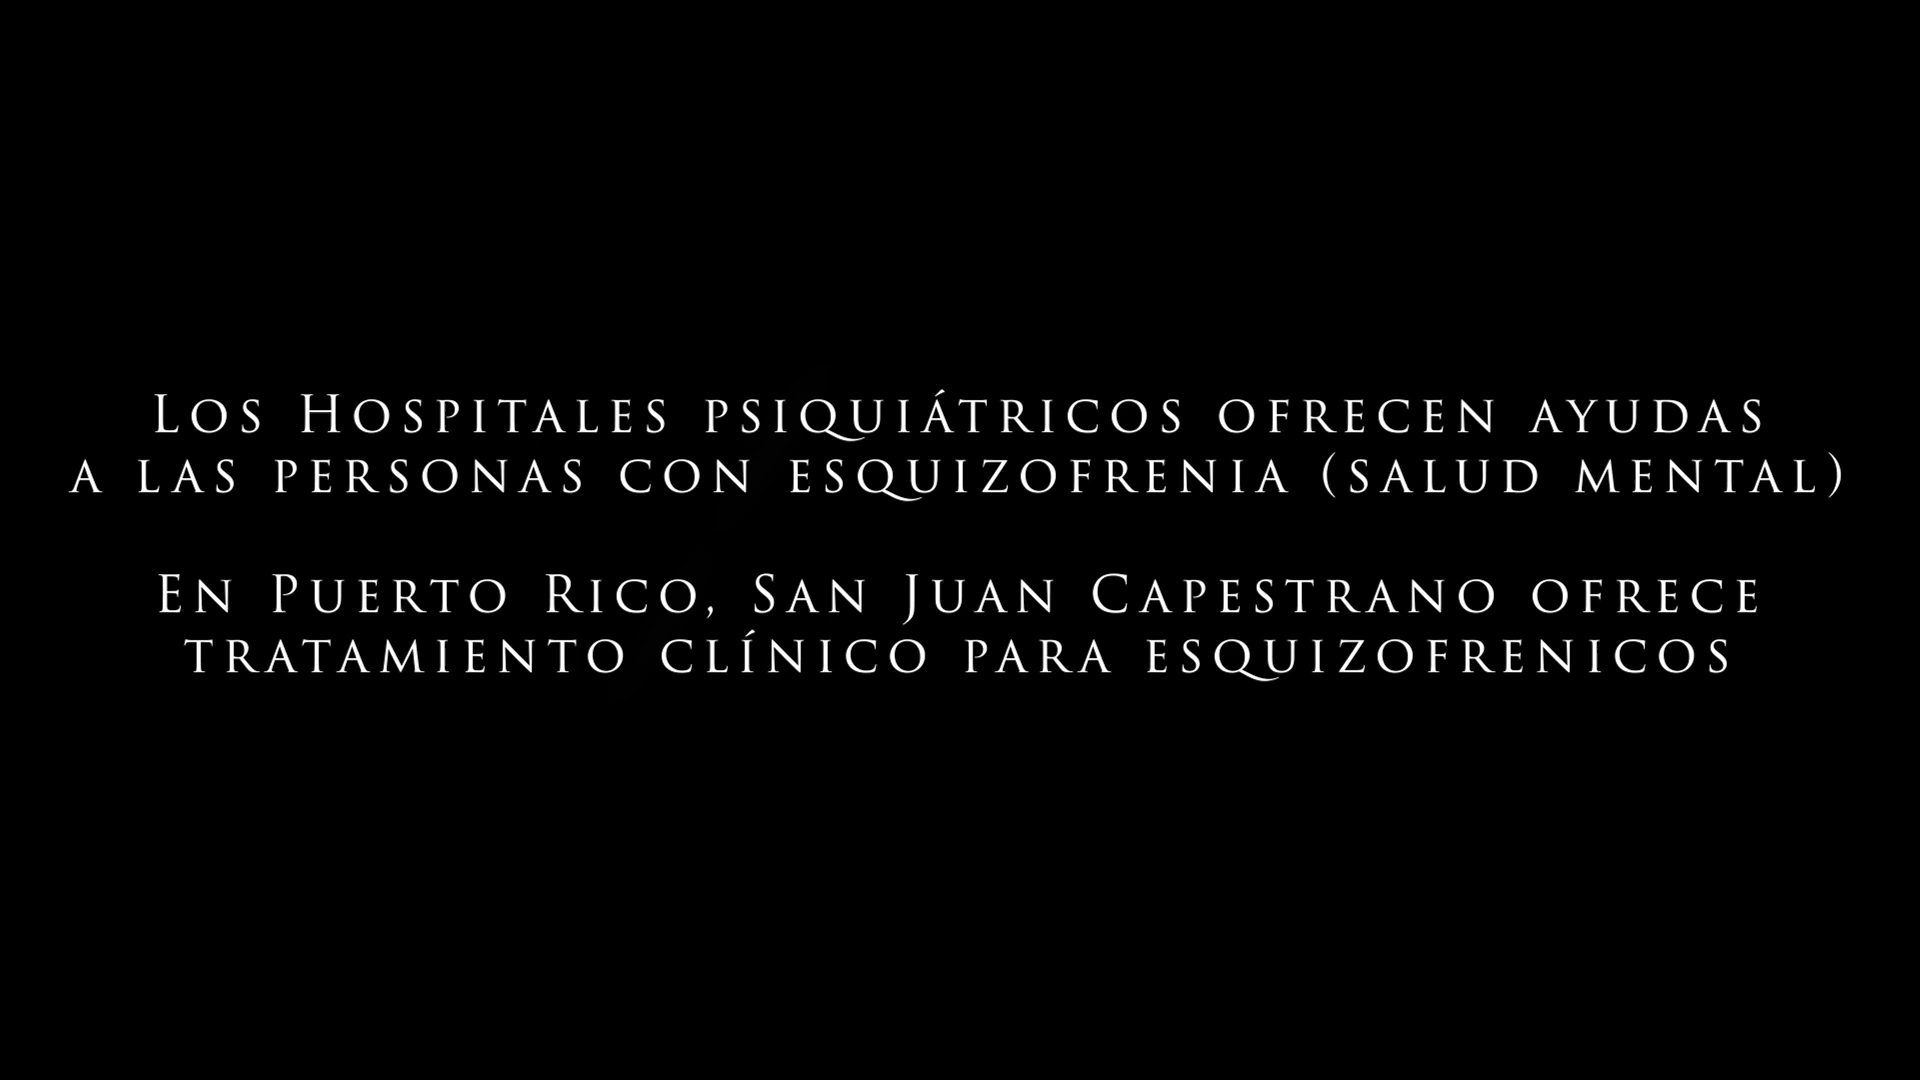 Los Hospitales psiquiátricos ofrecen ayudas
a las personas con esquizofrenia (salud mental)
En Puerto Rico, San Juan Capestrano ofrece
tratamiento clínico para esquizofrenicos